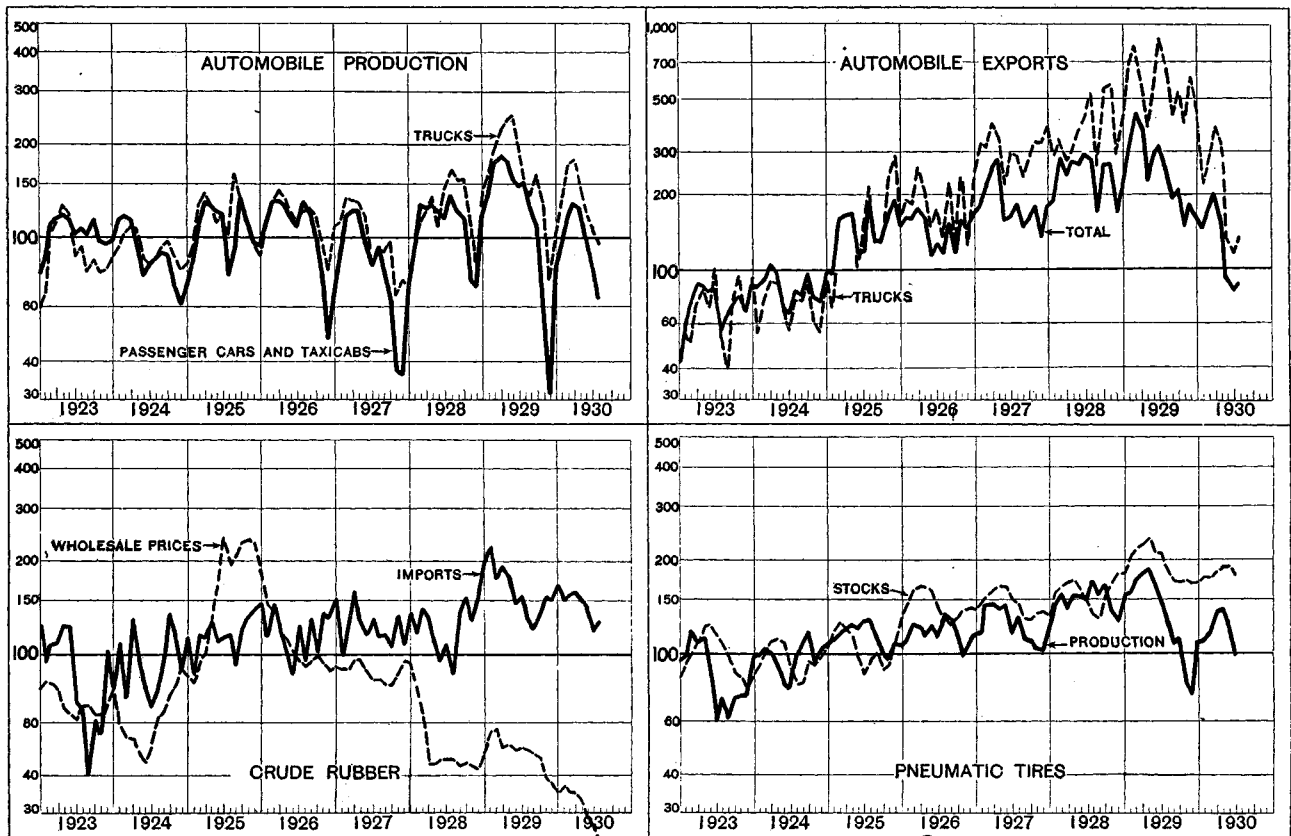 AUTOMOBILE PRODUCTION
500
400
300
200
150
100
60
40
30
TRUCKS
PASSENGER CARS AND TAXICABS
1923 1924 1925 1926 1927 1928 1929 1930
AUTOMOBILE EXPORTS
1,000
700
500
300
200
100
60
40
TRUCKS
TOTAL
1923 1924 1925 1926 1927 1928 1929 1930
CRUDE RUBBER
500
400
300
200
150
100
80
40
30
WHOLESALE PRICES
IMPORTS
1923 1924 1925 1926 1927 1928 1929 1930
PNEUMATIC TIRES
500
400
300
200
150
100
60
40
30
STOCKS
PRODUCTION
1923 1924 1925 1926 1927 1928 1929 1930